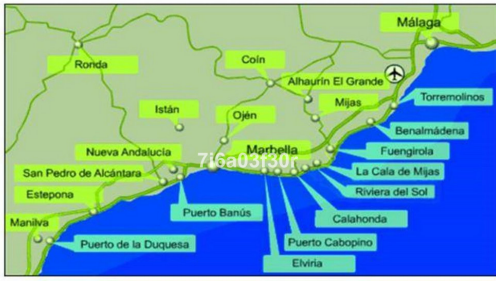 Málaga
Ronda
Coín
Alhaurín El Grande
Torremolinos
Istán
Ojén
Mijas
Benalmádena
Nueva Andalucía
Marbella
Fuengirola
7f6a03f30r
San Pedro de Alcántara
La Cala de Mijas
Estepona
Riviera del Sol
Puerto Banús
Calahonda
Manilva
Puerto de la Duquesa
Puerto Cabopino
Elviria